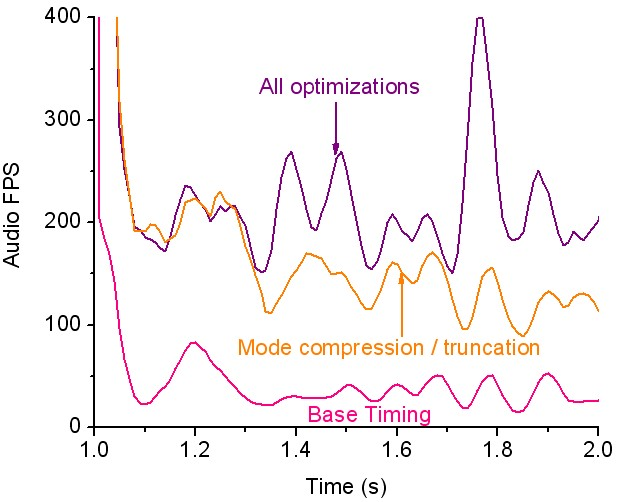 400
300
200
100
0
Audio FPS
All optimizations
Mode compression / truncation
Base Timing
1.0 1.2 1.4 1.6 1.8 2.0
Time (s)